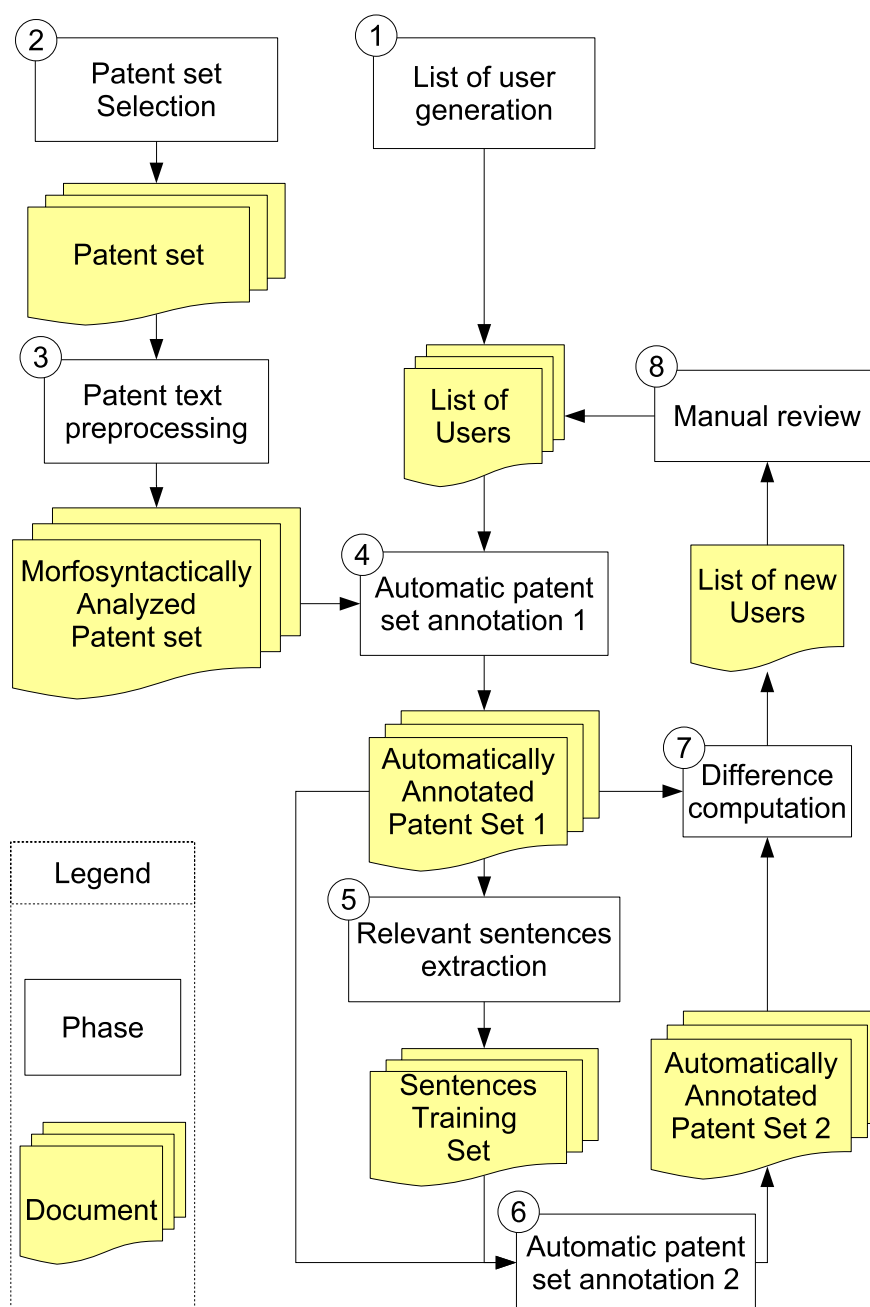 2
Patent set
Selection
1
List of user
generation
Patent set
3
Patent text
preprocessing
List of
Users
8
Manual review
Morfosyntactically
Analyzed
Patent set
4
Automatic patent
set annotation 1
List of new
Users
Automatically
Annotated
Patent Set 1
7
Difference
computation
Legend
5
Relevant sentences
extraction
Phase
Sentences
Training
Set
Automatically
Annotated
Patent Set 2
Document
6
Automatic patent
set annotation 2